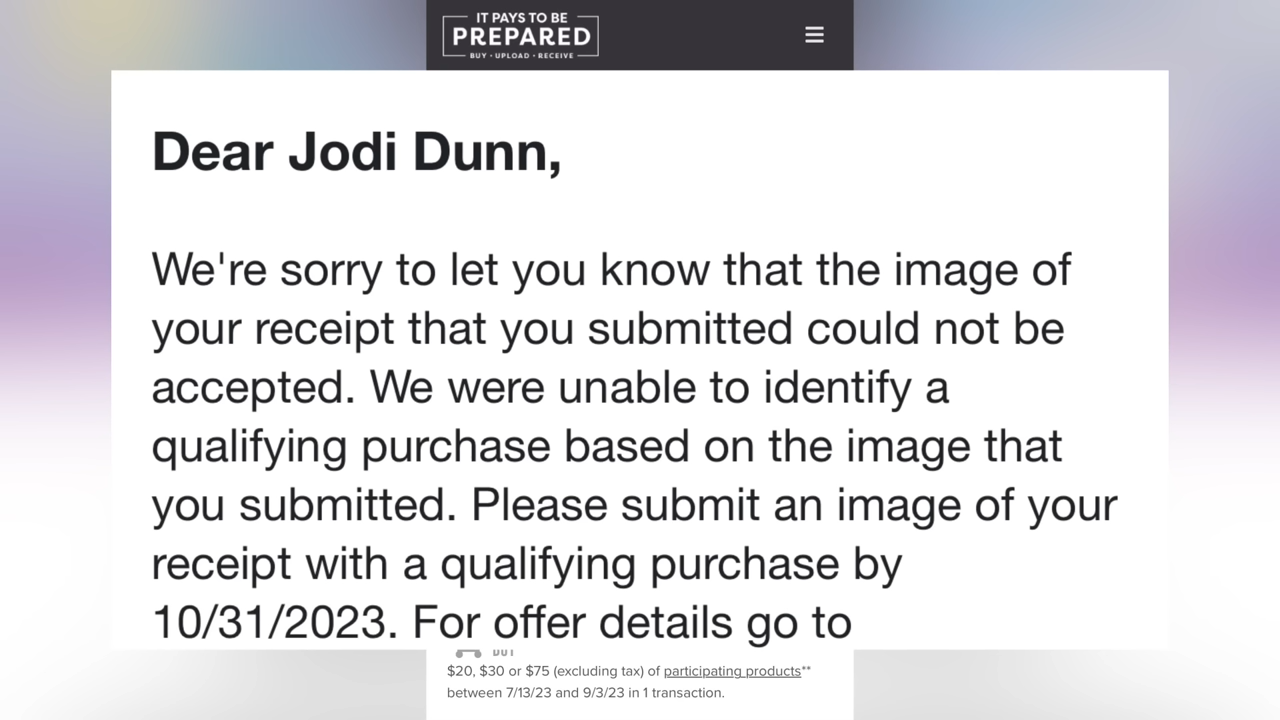 IT PAYS TO BE
PREPARED
BUY · UPLOAD · RECEIVE
Dear Jodi Dunn,
We're sorry to let you know that the image of
your receipt that you submitted could not be
accepted. We were unable to identify a
qualifying purchase based on the image that
you submitted. Please submit an image of your
receipt with a qualifying purchase by
10/31/2023. For offer details go to
BUY
$20, $30 or $75 (excluding tax) of participating products**
between 7/13/23 and 9/3/23 in 1 transaction.